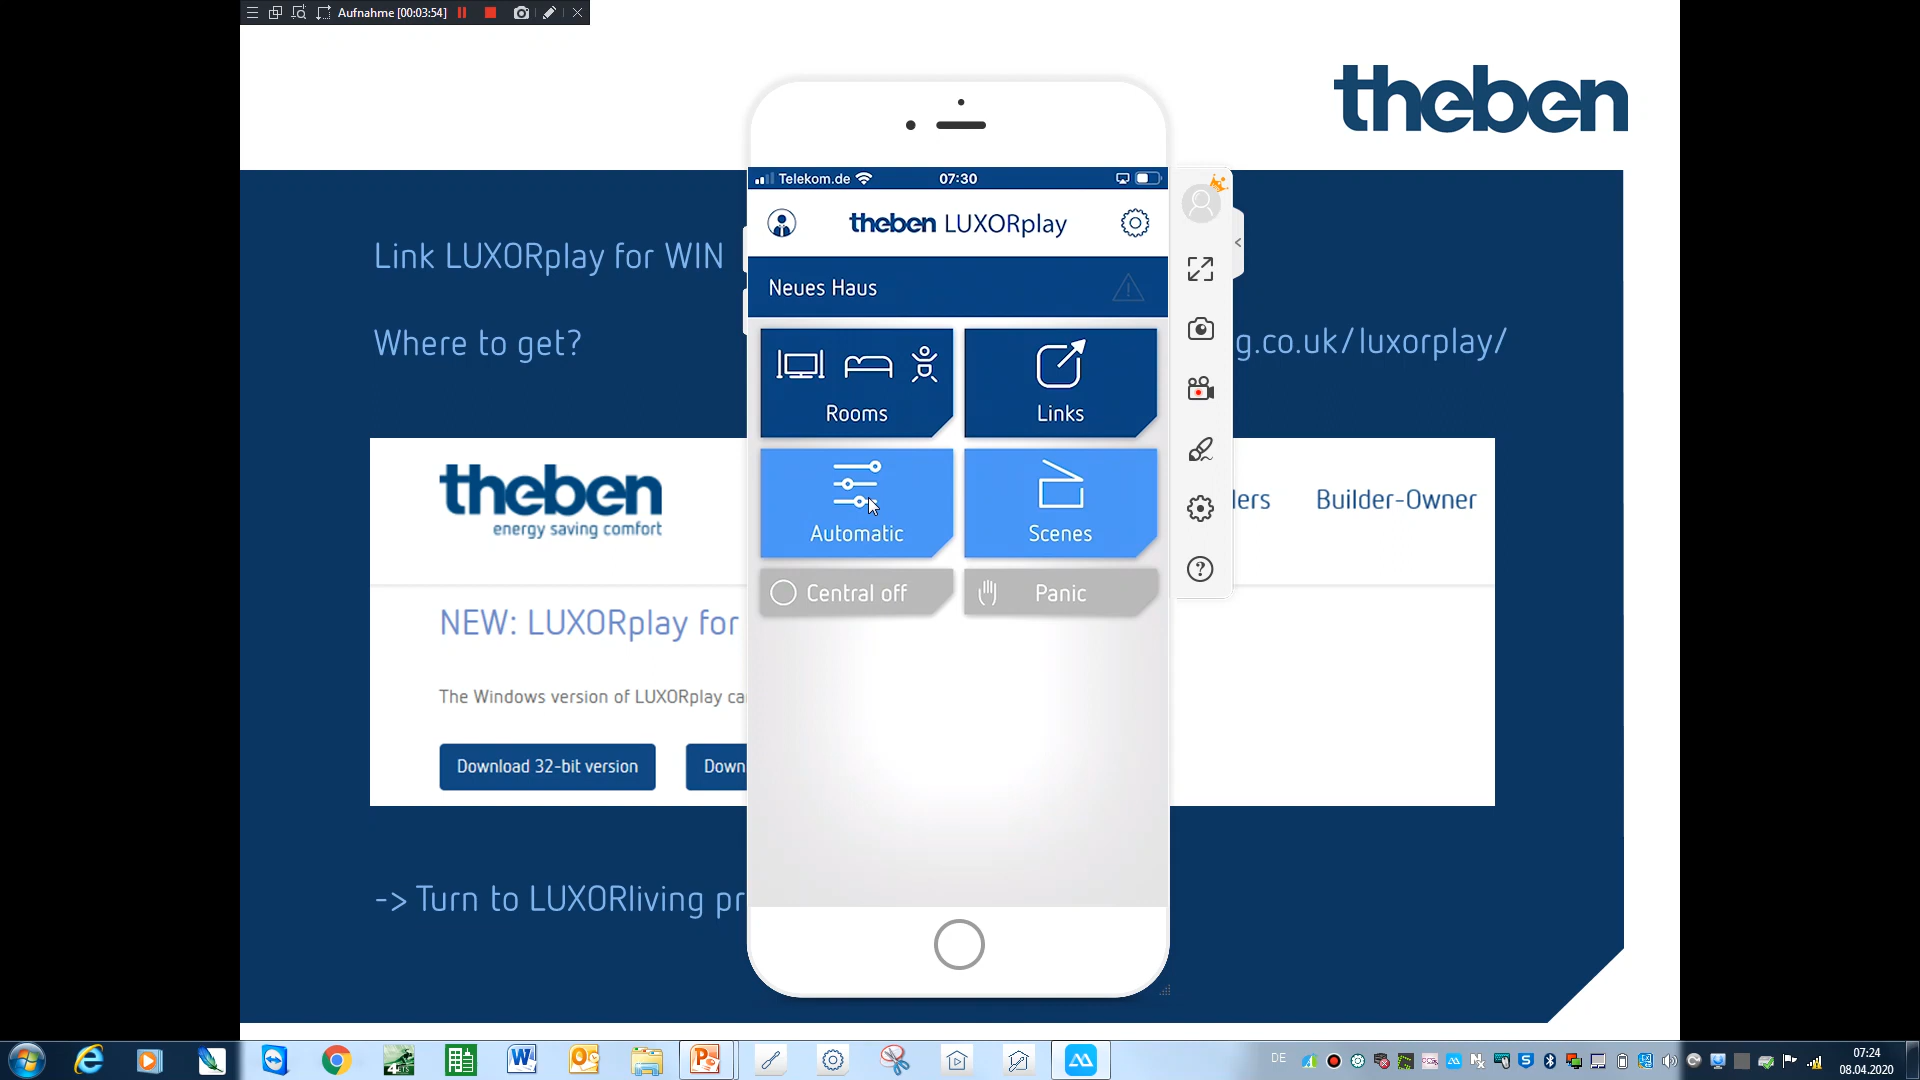 Aufnahme [00:03:54]
theben
Telekom.de
07:30
theben LUXORplay
Neues Haus
Rooms
Links
Automatic
Scenes
Central off
Panic
Link LUXORplay for WIN
Where to get?
g.co.uk/luxorplay/
theben
energy saving comfort
ers
Builder-Owner
NEW: LUXORplay for
The Windows version of LUXORplay ca
Download 32-bit version
Down
-> Turn to LUXORliving pr
DE
07:24
08.04.2020